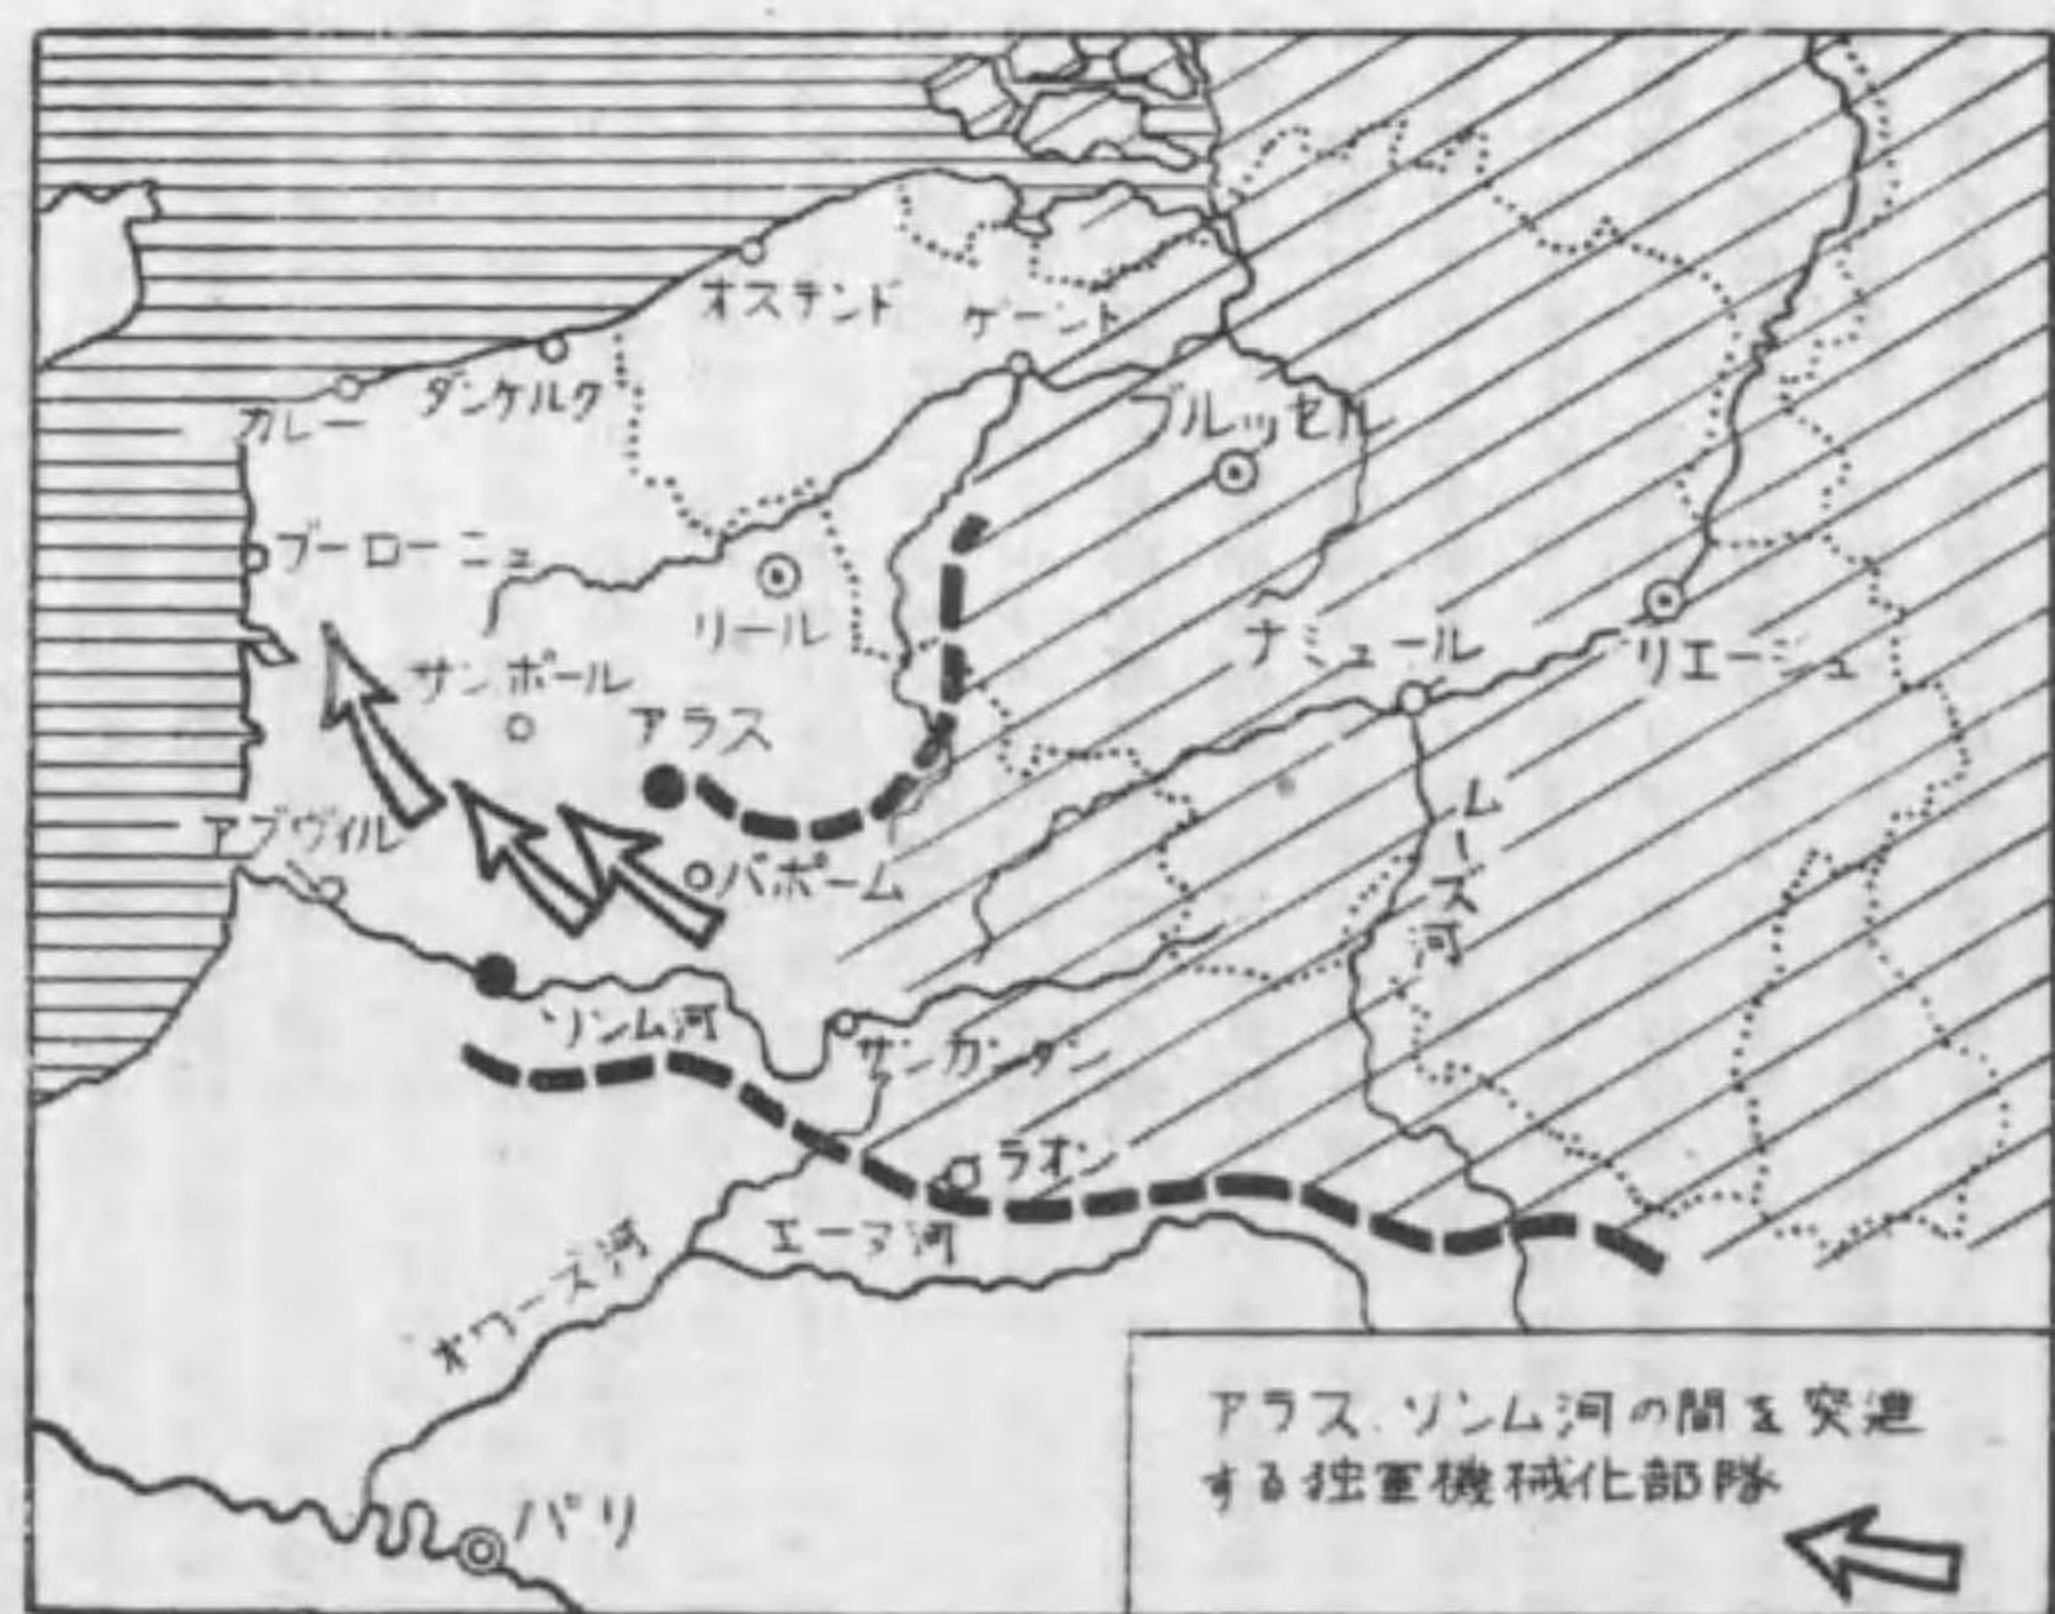 オステンド
ゲーント
ダンケルク
カレー
ブルッセル
ブーローニュ
リール
ナミュール
リエージュ
サンポール
アラス
アブヴィル
バポーム
ムーズ河
ソンム河
サンカンタン
ラオン
エーヌ河
オワーズ河
パリ
アラス、ソンム河の間を突進
する独軍機械化部隊